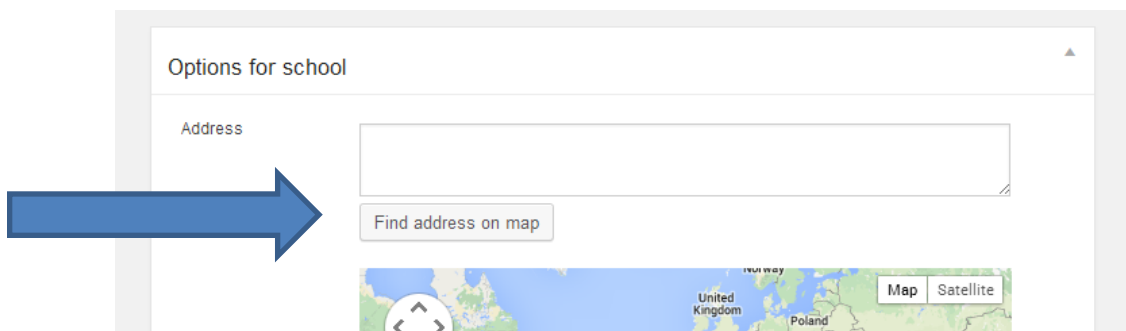 Options for school
Address
Find address on map
Norway
Map Satellite
United
Kingdom
Poland